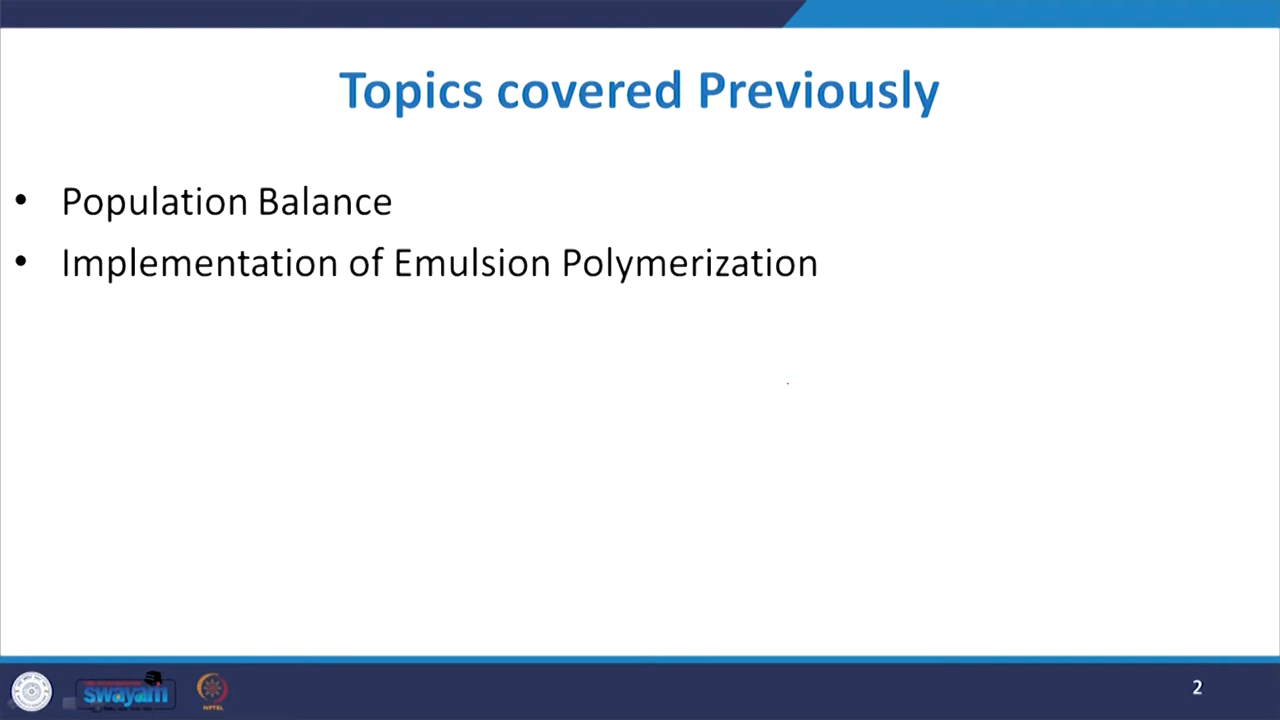 Topics covered Previously
• Population Balance
• Implementation of Emulsion Polymerization
swayam
NPTEL
2